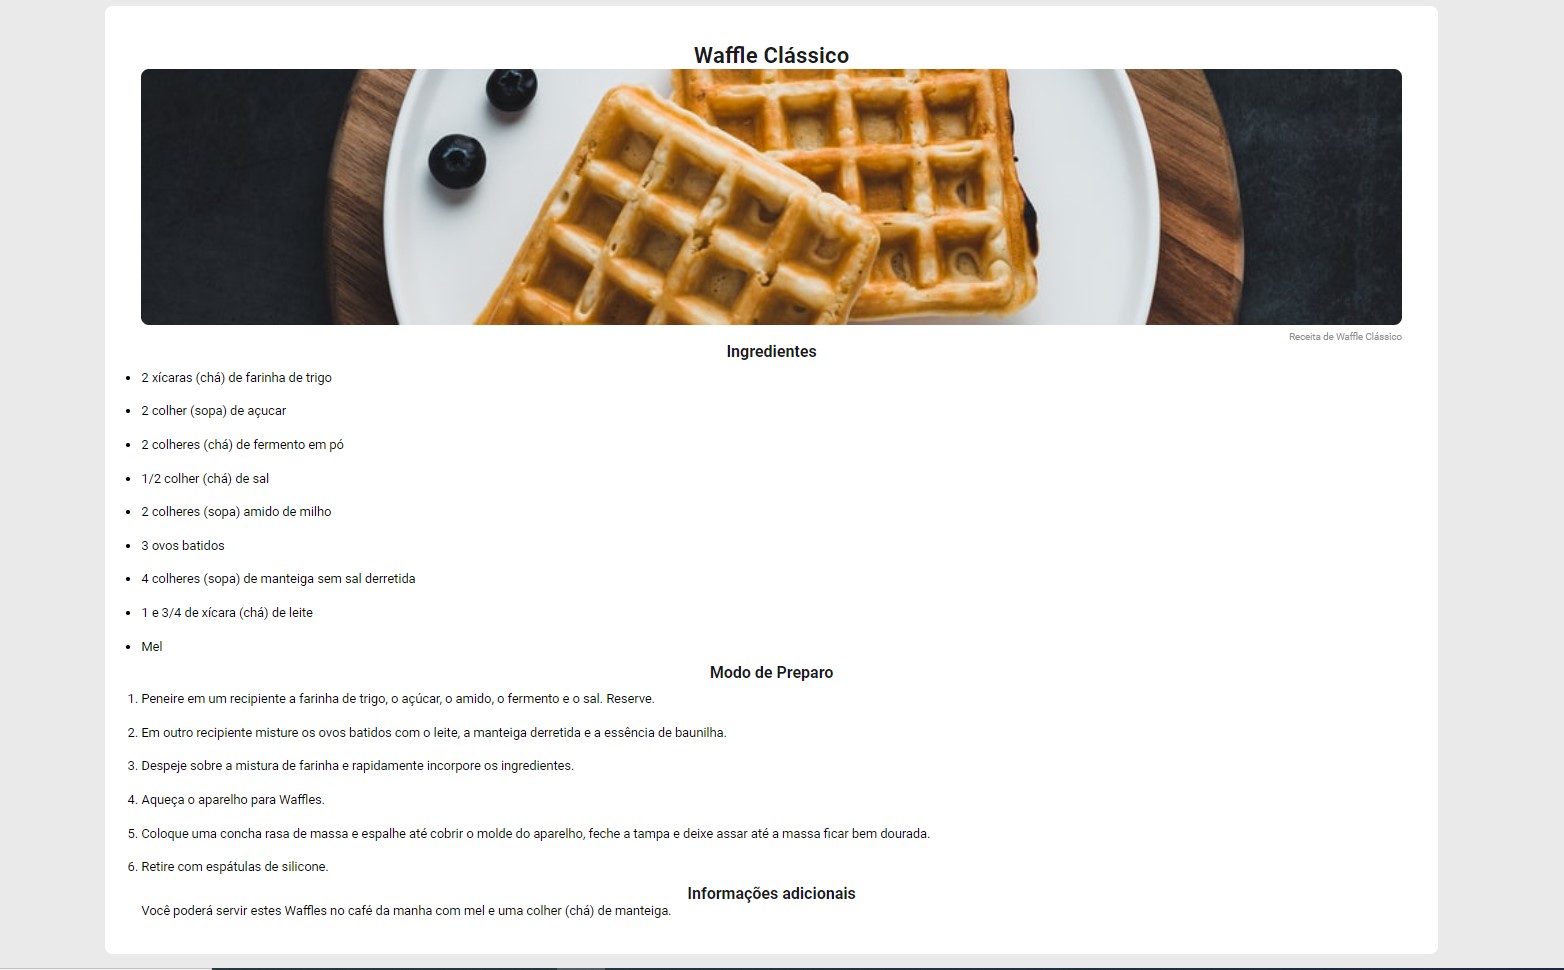 Waffle Clássico
Receita de Waffle Clássico
Ingredientes
2 xícaras (chá) de farinha de trigo
2 colher (sopa) de açucar
2 colheres (chá) de fermento em pó
1/2 colher (chá) de sal
2 colheres (sopa) amido de milho
3 ovos batidos
4 colheres (sopa) de manteiga sem sal derretida
1 e 3/4 de xícara (chá) de leite
Mel
Modo de Preparo
1. Peneire em um recipiente a farinha de trigo, o açúcar, o amido, o fermento e o sal. Reserve.
2. Em outro recipiente misture os ovos batidos com o leite, a manteiga derretida e a essência de baunilha.
3. Despeje sobre a mistura de farinha e rapidamente incorpore os ingredientes.
4. Aqueça o aparelho para Waffles.
5. Coloque uma concha rasa de massa e espalhe até cobrir o molde do aparelho, feche a tampa e deixe assar até a massa ficar bem dourada.
6. Retire com espátulas de silicone.
Informações adicionais
Você poderá servir estes Waffles no café da manha com mel e uma colher (chá) de manteiga.